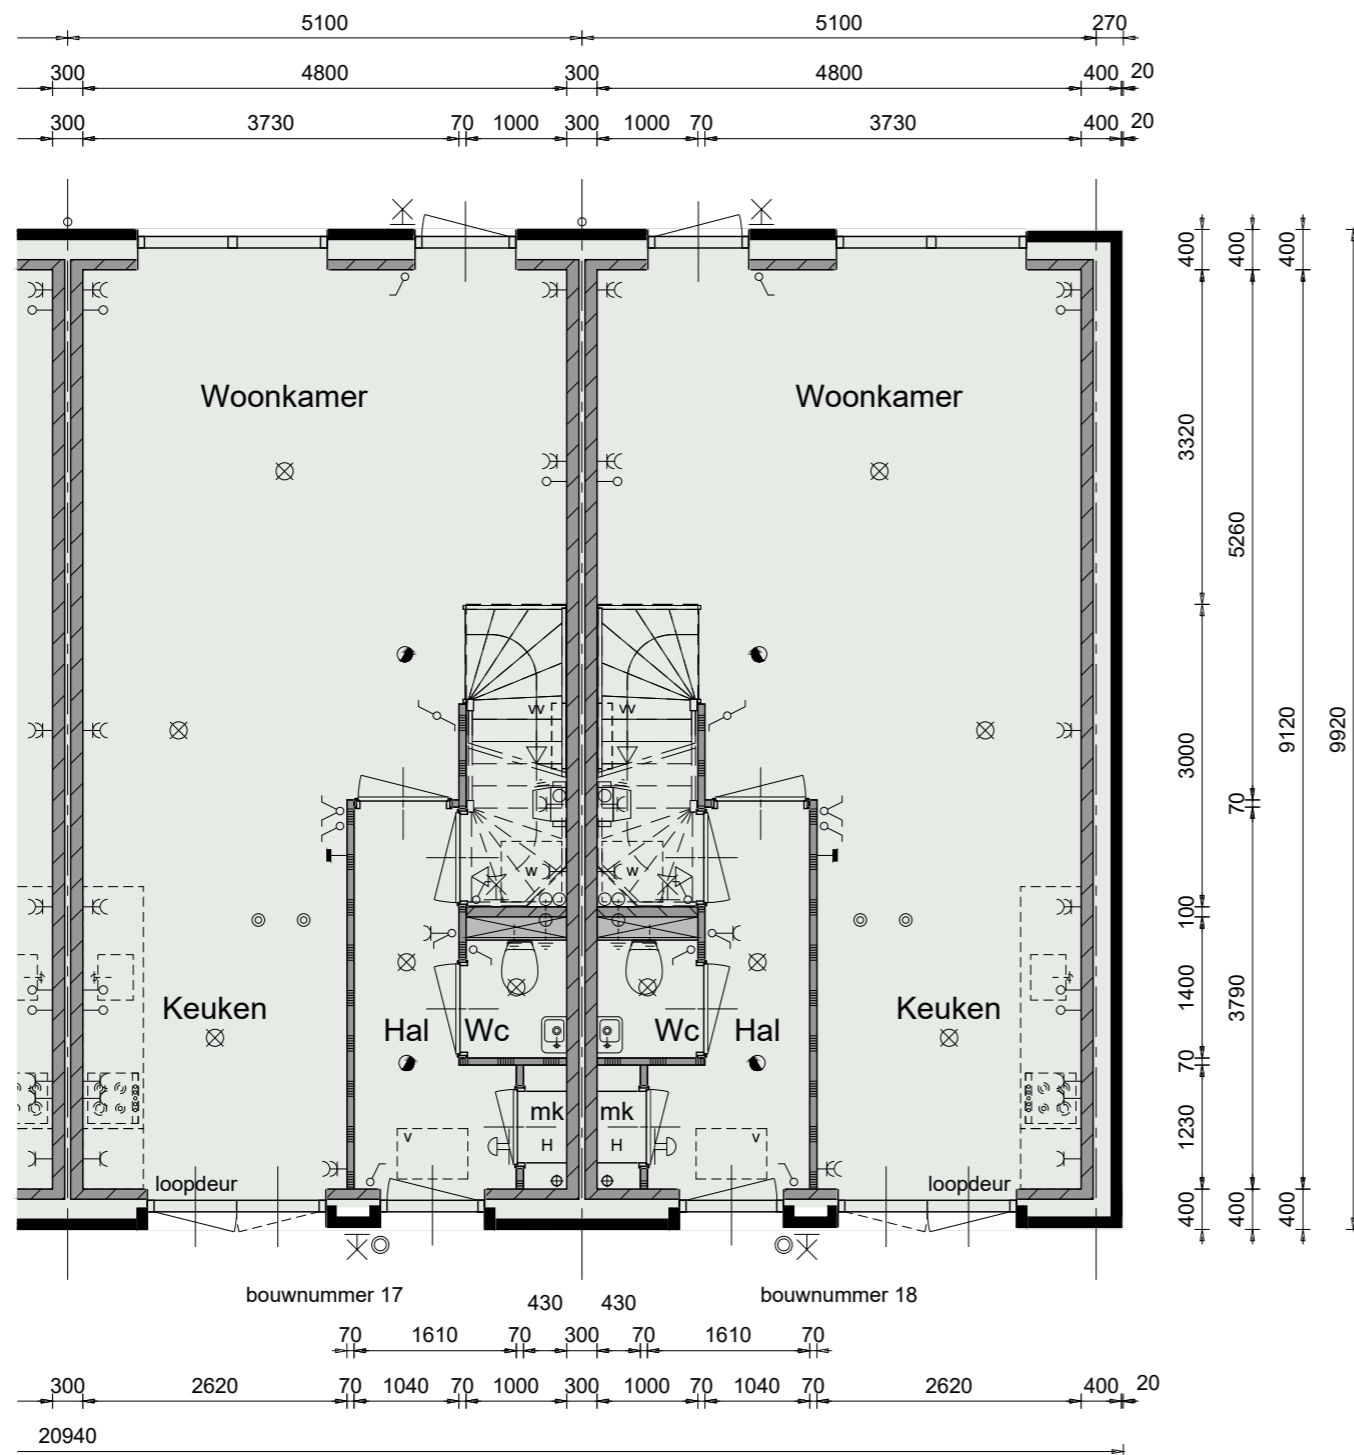 5100 5100 270
300 4800 300 4800 400 20
300 3730 70 1000 300 1000 70 3730 400 20
400 400 400
Woonkamer Woonkamer
3320
5260
vv vv
3000 9120 9920
70
w w
100
1400
Keuken Hal Wc Wc Hal Keuken
3790
70
mk mk
H H
v v
1230
loopdeur loopdeur
400 400 400
bouwnummer 17 bouwnummer 18
430 430
70 1610 70 300 70 1610 70
300 2620 70 1040 70 1000 300 1000 70 1040 70 2620 400 20
20940